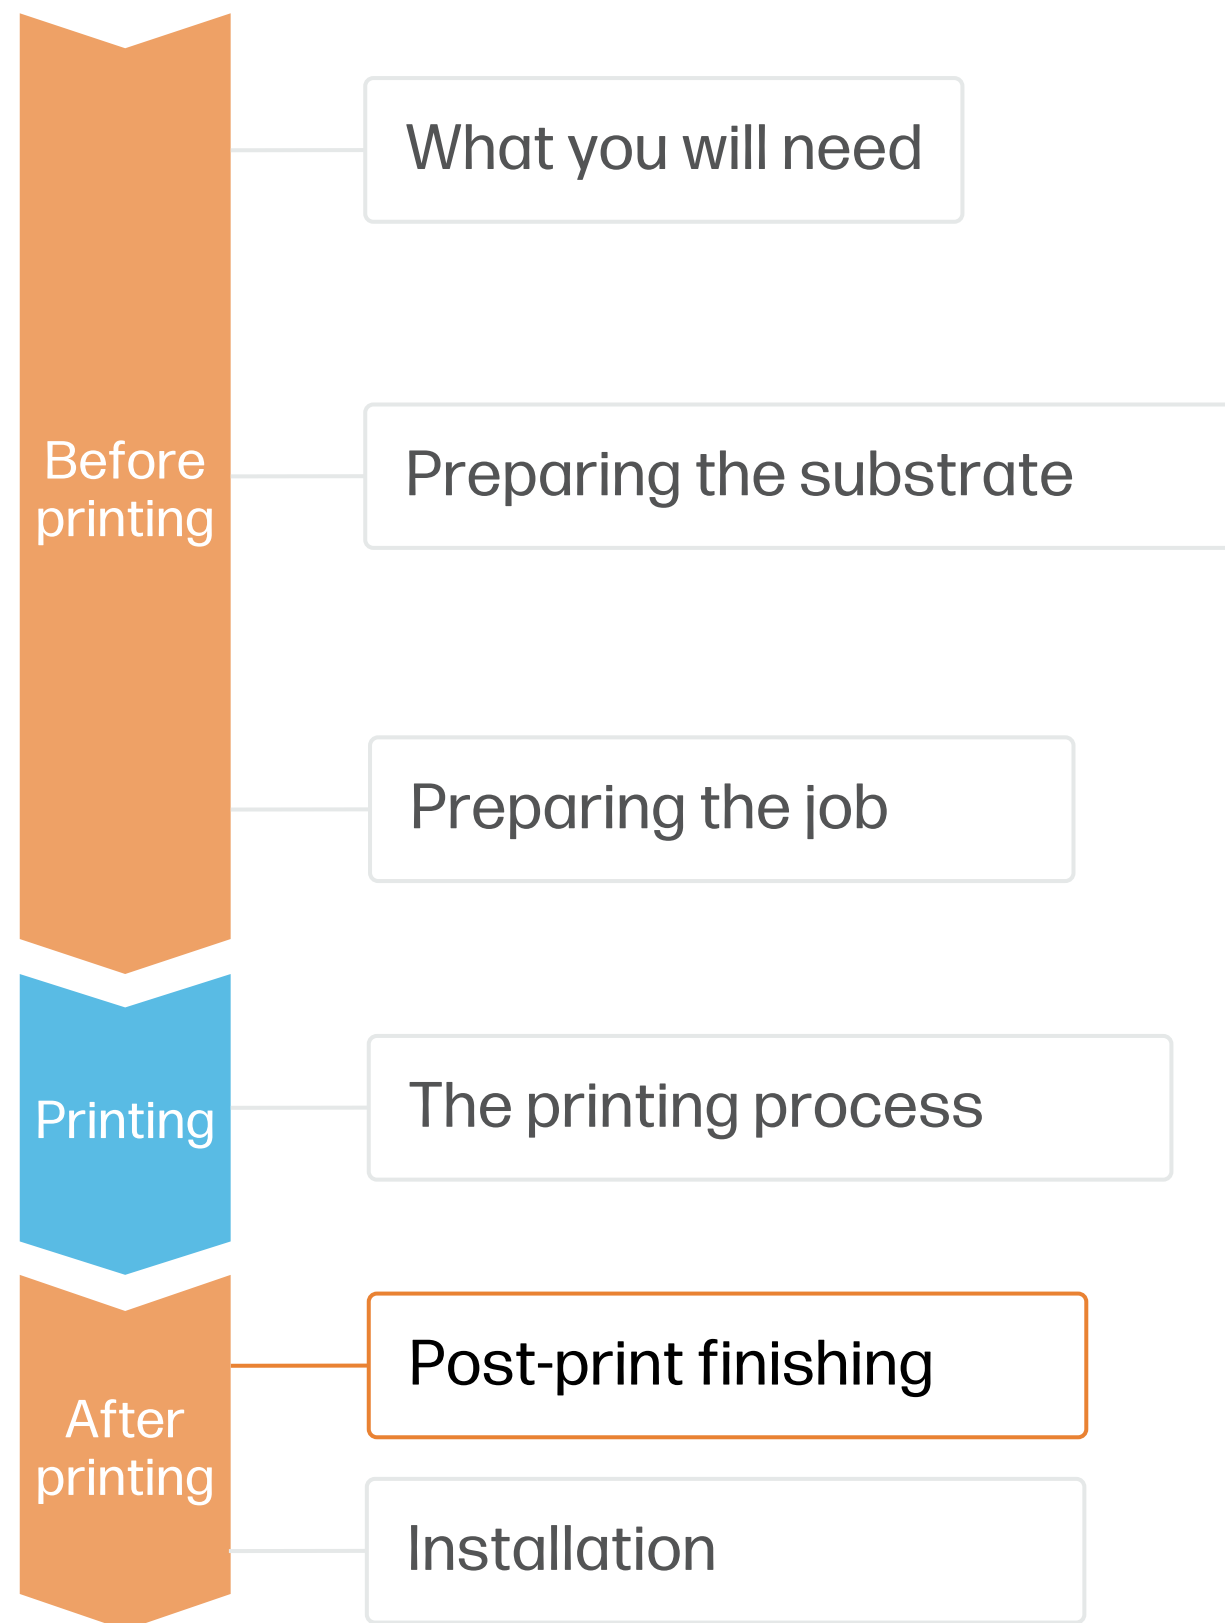 What you will need
Before
printing
Preparing the substrate
Preparing the job
Printing
The printing process
After
printing
Post-print finishing
Installation